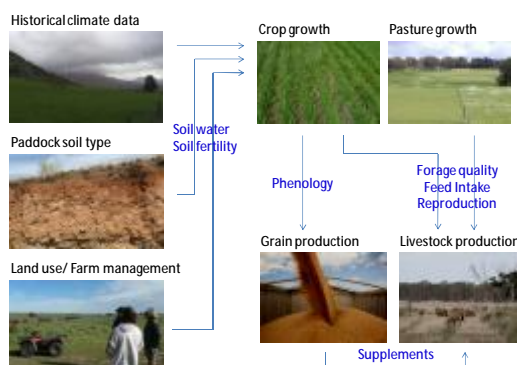 Historical climate data
Crop growth
Pasture growth
Soil water
Soil fertility
Paddock soil type
Phenology
Forage quality
Feed Intake
Reproduction
Grain production
Livestock production
Land use/ Farm management
Supplements